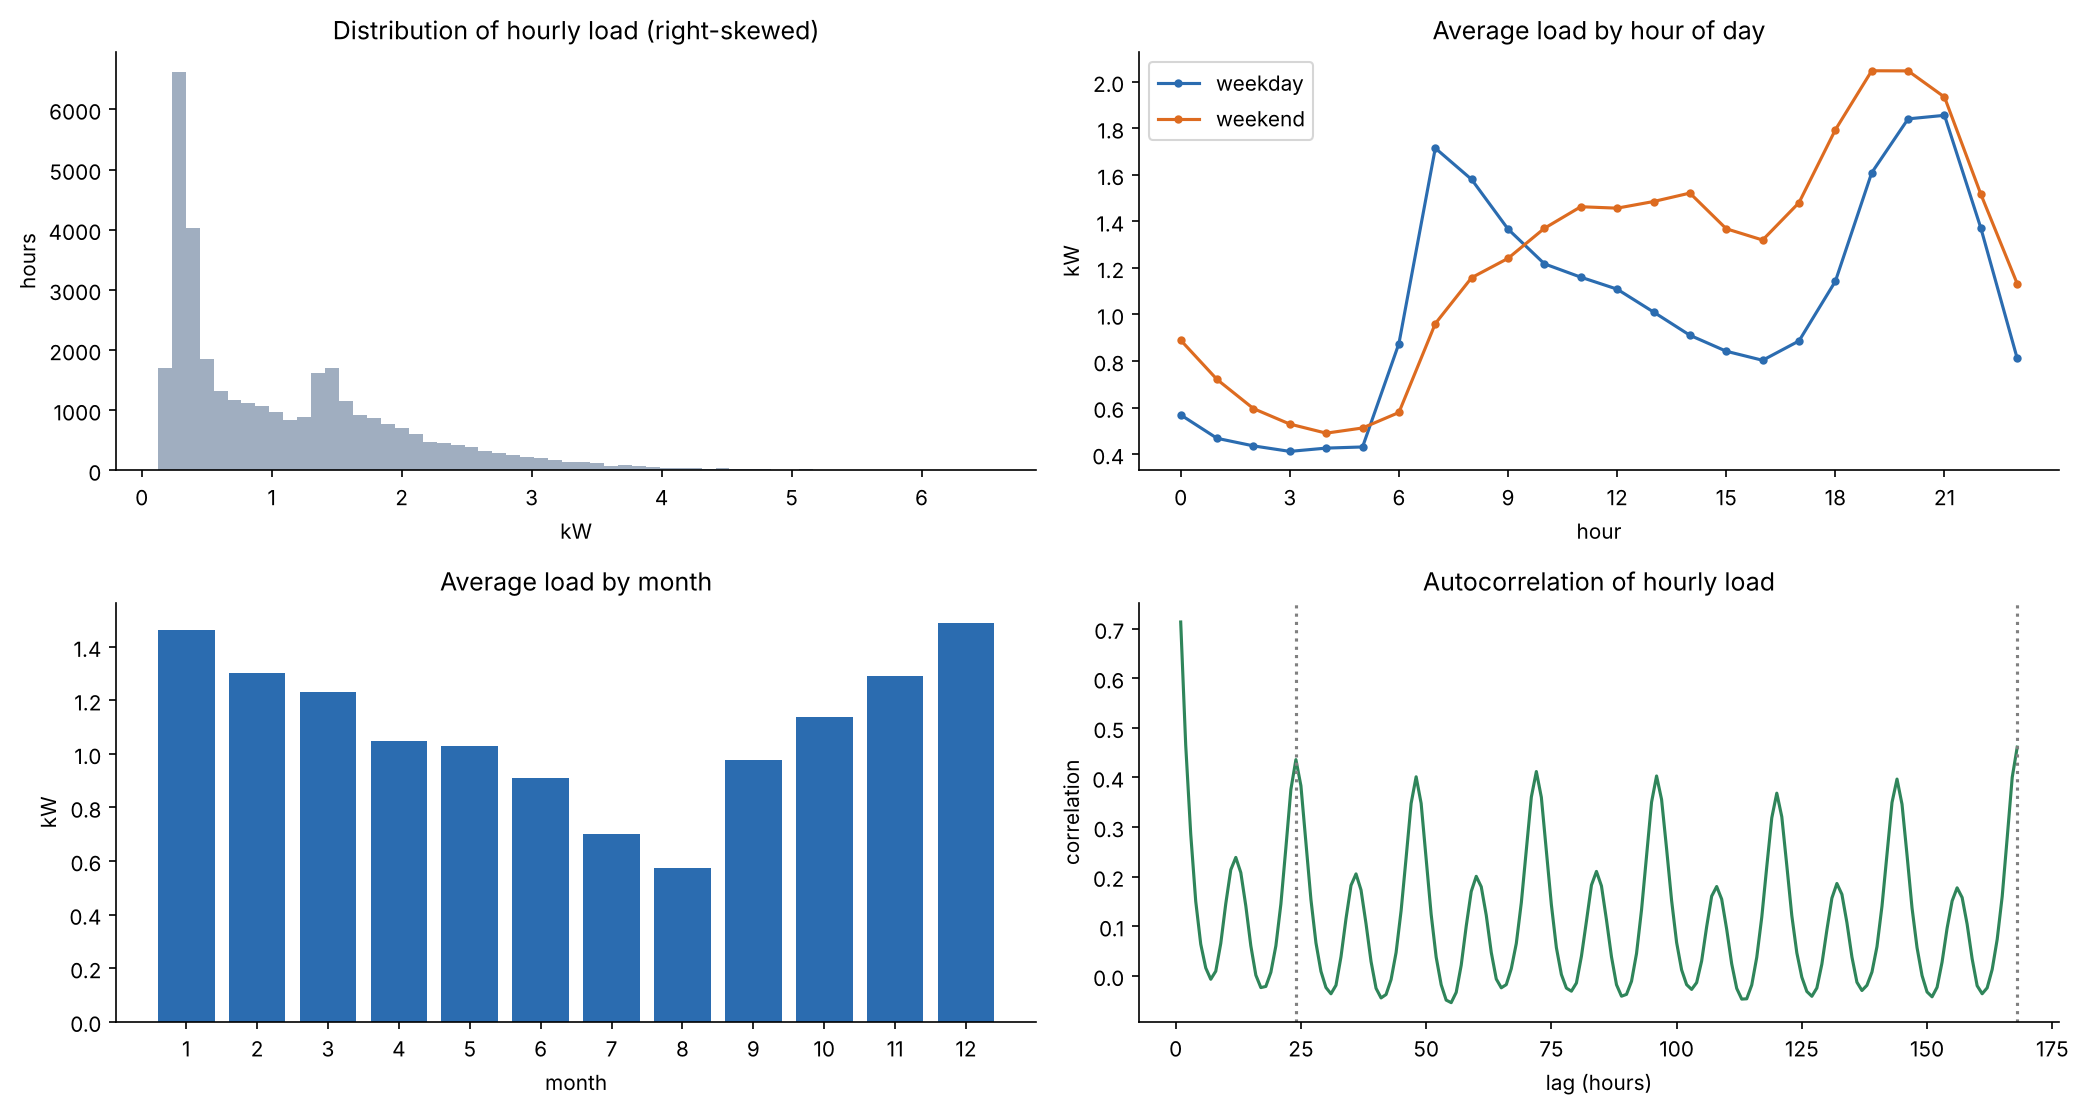 Distribution of hourly load (right-skewed)
hours
6000
5000
4000
3000
2000
1000
0
0 1 2 3 4 5 6
kW
Average load by hour of day
weekday
weekend
kW
2.0
1.8
1.6
1.4
1.2
1.0
0.8
0.6
0.4
0 3 6 9 12 15 18 21
hour
Average load by month
kW
1.4
1.2
1.0
0.8
0.6
0.4
0.2
0.0
1 2 3 4 5 6 7 8 9 10 11 12
month
Autocorrelation of hourly load
correlation
0.7
0.6
0.5
0.4
0.3
0.2
0.1
0.0
0 25 50 75 100 125 150 175
lag (hours)